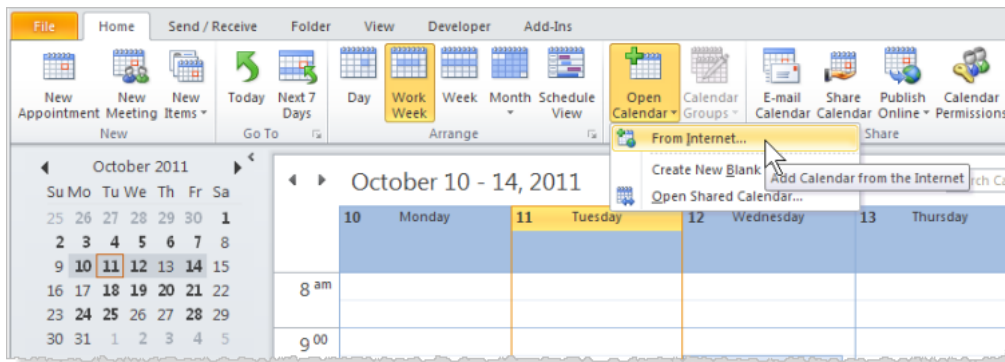 File Home Send / Receive Folder View Developer Add-Ins
New Appointment
New Meeting
New Items
Today
Next 7 Days
Day
Work Week
Week
Month
Schedule View
Open Calendar
Calendar Groups
E-mail Calendar
Share Calendar
Publish Online
Calendar Permissions
New Go To Arrange Share
From Internet...
Create New Blank
Open Shared Calendar...
Add Calendar from the Internet
October 2011
Su Mo Tu We Th Fr Sa
25 26 27 28 29 30 1
2 3 4 5 6 7 8
9 10 11 12 13 14 15
16 17 18 19 20 21 22
23 24 25 26 27 28 29
30 31 1 2 3 4 5
October 10 - 14, 2011
10 Monday 11 Tuesday 12 Wednesday 13 Thursday
8 am
9 00